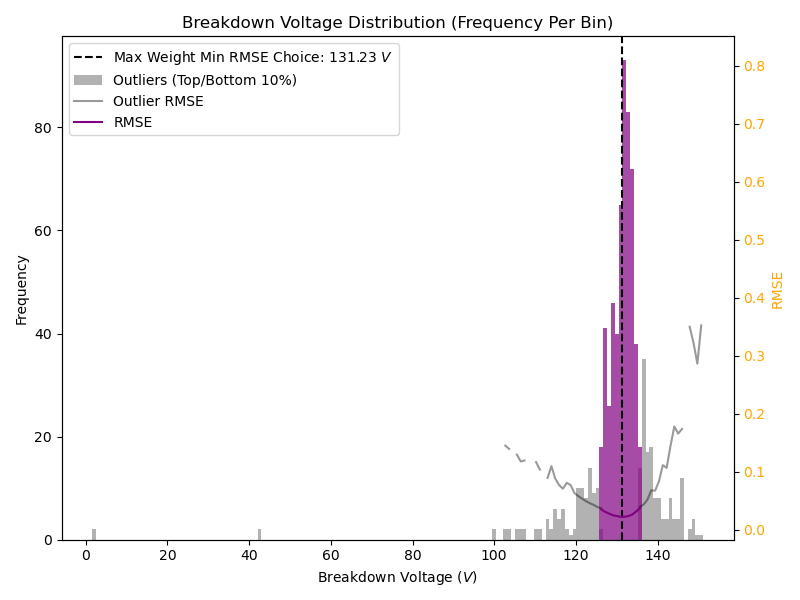 Breakdown Voltage Distribution (Frequency Per Bin)
Max Weight Min RMSE Choice: 131.23 V
Outliers (Top/Bottom 10%)
Outlier RMSE
RMSE
Frequency
80
60
40
20
0
0.8
0.7
0.6
0.5
0.4
0.3
0.2
0.1
0.0
RMSE
0 20 40 60 80 100 120 140
Breakdown Voltage (V)